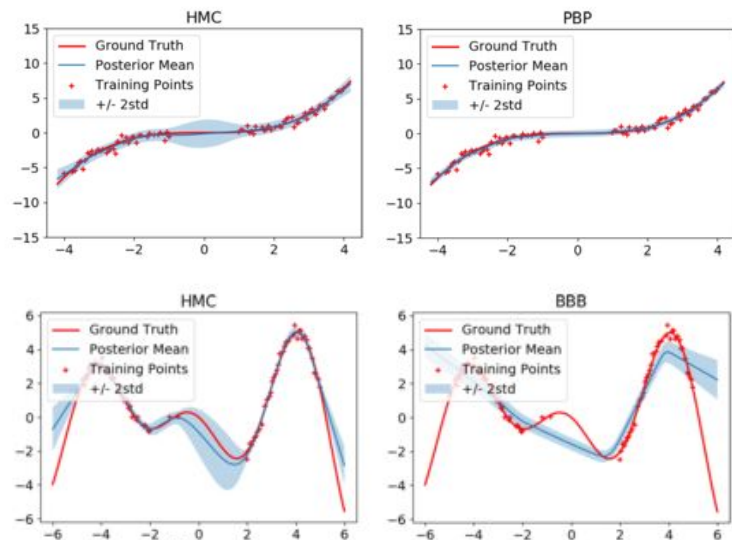 HMC
15
10
5
0
−5
−10
−15
−4 −2 0 2 4
Ground Truth
Posterior Mean
Training Points
+/- 2std
PBP
15
10
5
0
−5
−10
−15
−4 −2 0 2 4
Ground Truth
Posterior Mean
Training Points
+/- 2std
HMC
6
4
2
0
−2
−4
−6
−6 −4 −2 0 2 4 6
Ground Truth
Posterior Mean
Training Points
+/- 2std
BBB
6
4
2
0
−2
−4
−6
−6 −4 −2 0 2 4 6
Ground Truth
Posterior Mean
Training Points
+/- 2std